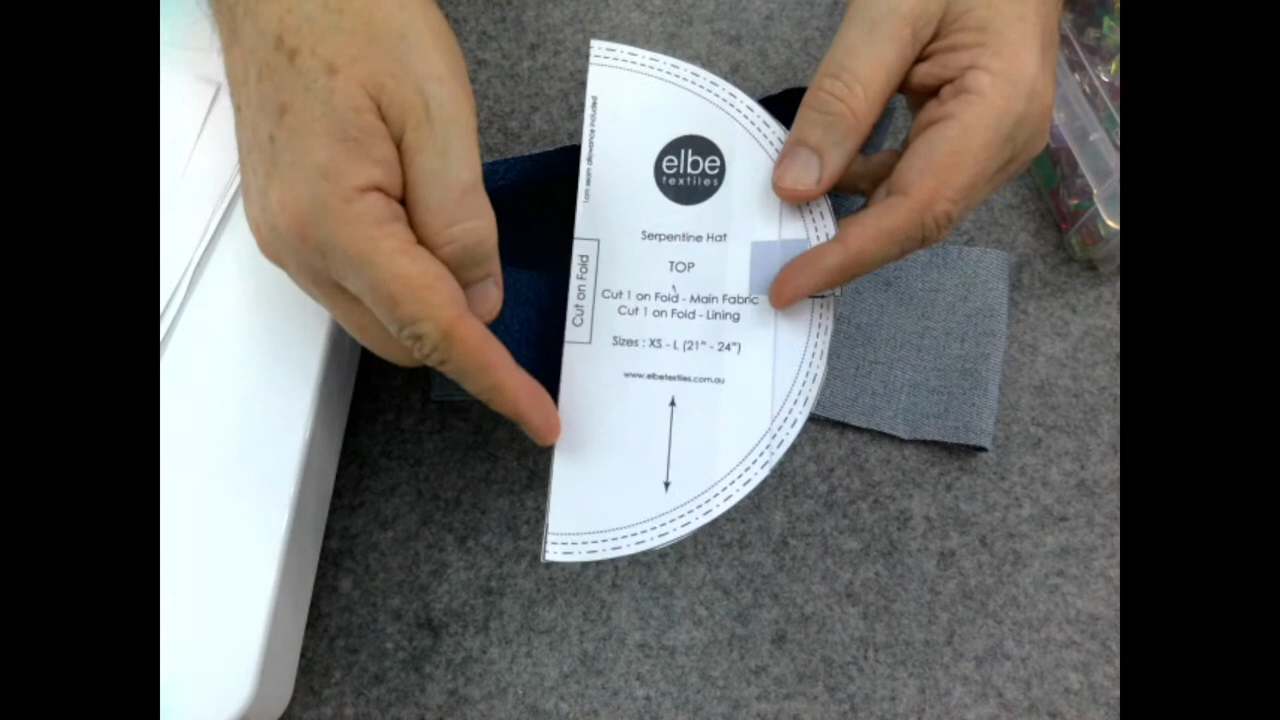 1cm seam allowance included
elbe
textiles
Serpentine Hat
TOP
Cut on Fold
Cut 1 on Fold - Main Fabric
Cut 1 on Fold - Lining
Sizes : XS - L (21" - 24")
www.elbetextiles.com.au